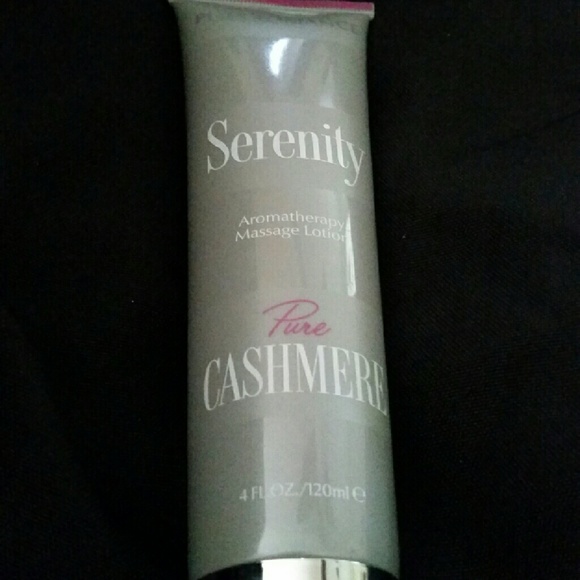 Serenity
Aromatherapy
Massage Lotion
Pure
CASHMERE
4 FL.OZ./120ml ℮